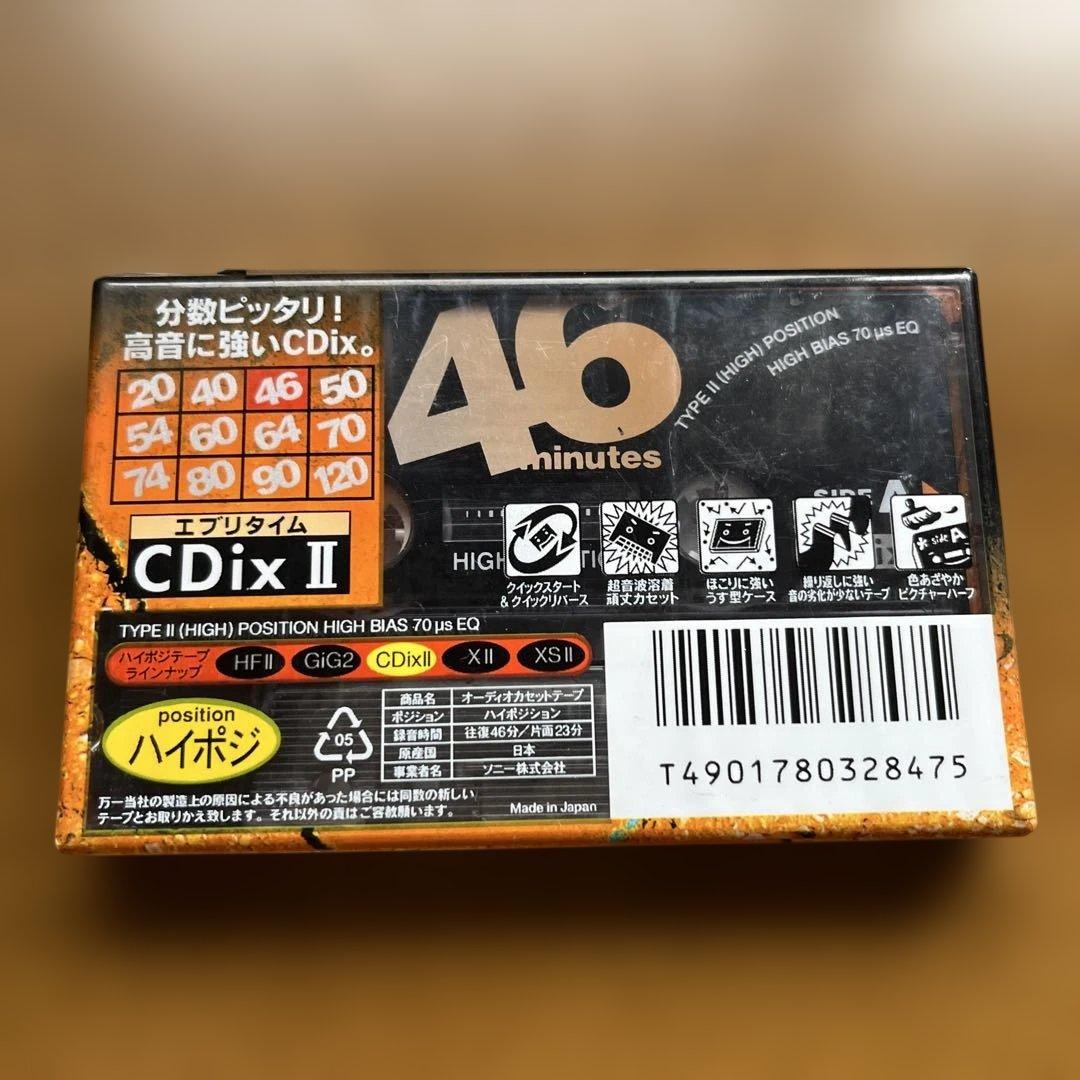 分数ピッタリ!
高音に強いCDix。
20 40 46 50
54 60 64 70
74 80 90 120
エブリタイム
CDix II
46
minutes
TYPE II (HIGH) POSITION
HIGH BIAS 70 μs EQ
SIDE A
HIGH
クイックスタート
&クイックリバース
超音波溶着
頑丈カセット
ほこりに強い
うす型ケース
繰り返しに強い
音の劣化が少ないテープ
SIDE A
色あざやか
ピクチャーハーフ
TYPE II (HIGH) POSITION HIGH BIAS 70 μs EQ
ハイポジテープ
ラインナップ
HFII GiG2 CDixII XII XSII
position
ハイポジ
05
PP
商品名 オーディオカセットテープ
ポジション ハイポジション
録音時間 往復46分/片面23分
原産国 日本
事業者名 ソニー株式会社
万一当社の製造上の原因による不良があった場合には同数の新しい
テープとお取りかえ致します。それ以外の責はご容赦願います。
Made in Japan
T4901780328475